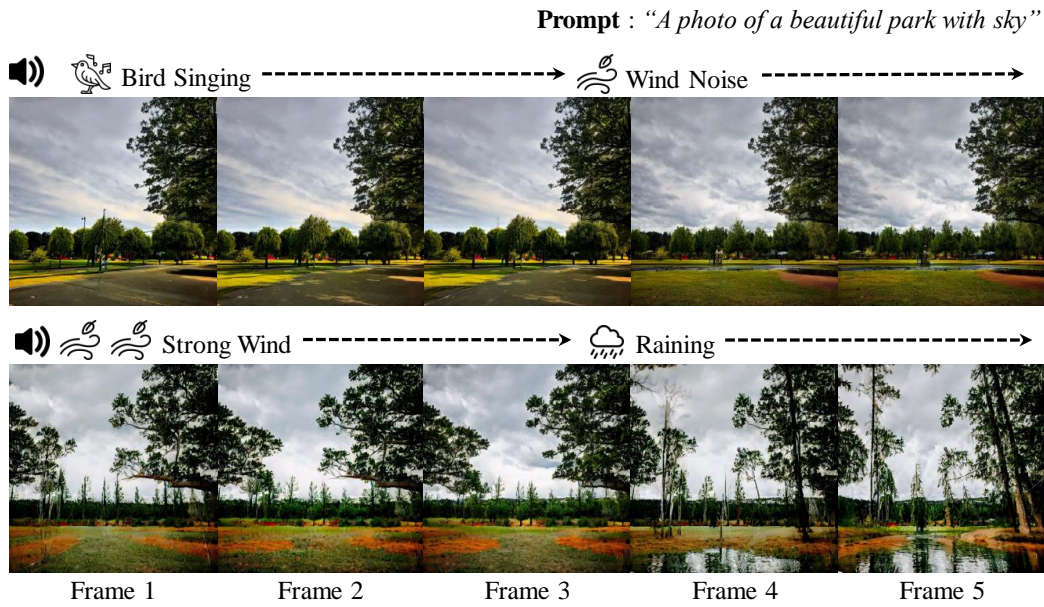 Prompt : “A photo of a beautiful park with sky”
Bird Singing
Wind Noise
Strong Wind
Raining
Frame 1
Frame 2
Frame 3
Frame 4
Frame 5